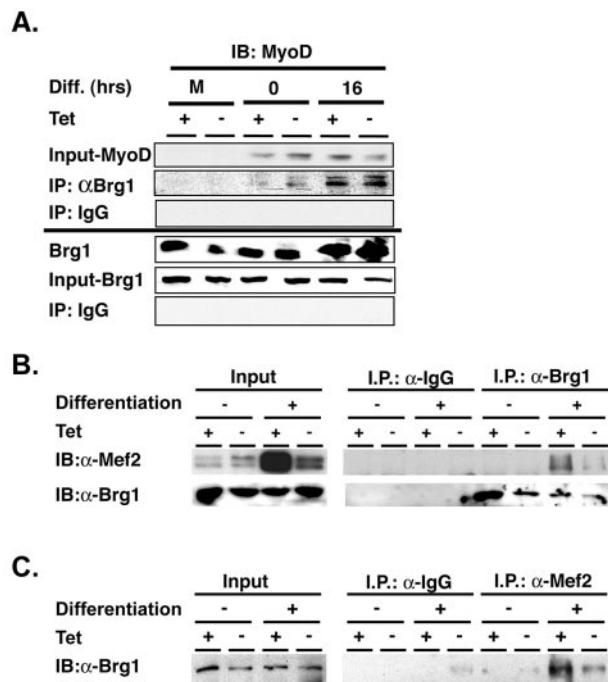 A.
IB: MyoD
Diff. (hrs) M 0 16
Tet + - + - + -
Input-MyoD
IP: αBrg1
IP: IgG
Brg1
Input-Brg1
IP: IgG
B.
Input I.P.: α-IgG I.P.: α-Brg1
Differentiation - + - + - +
Tet + - + - + - + - + - + -
IB:α-Mef2
IB:α-Brg1
C.
Input I.P.: α-IgG I.P.: α-Mef2
Differentiation - + - + - +
Tet + - + - + - + - + - + -
IB:α-Brg1